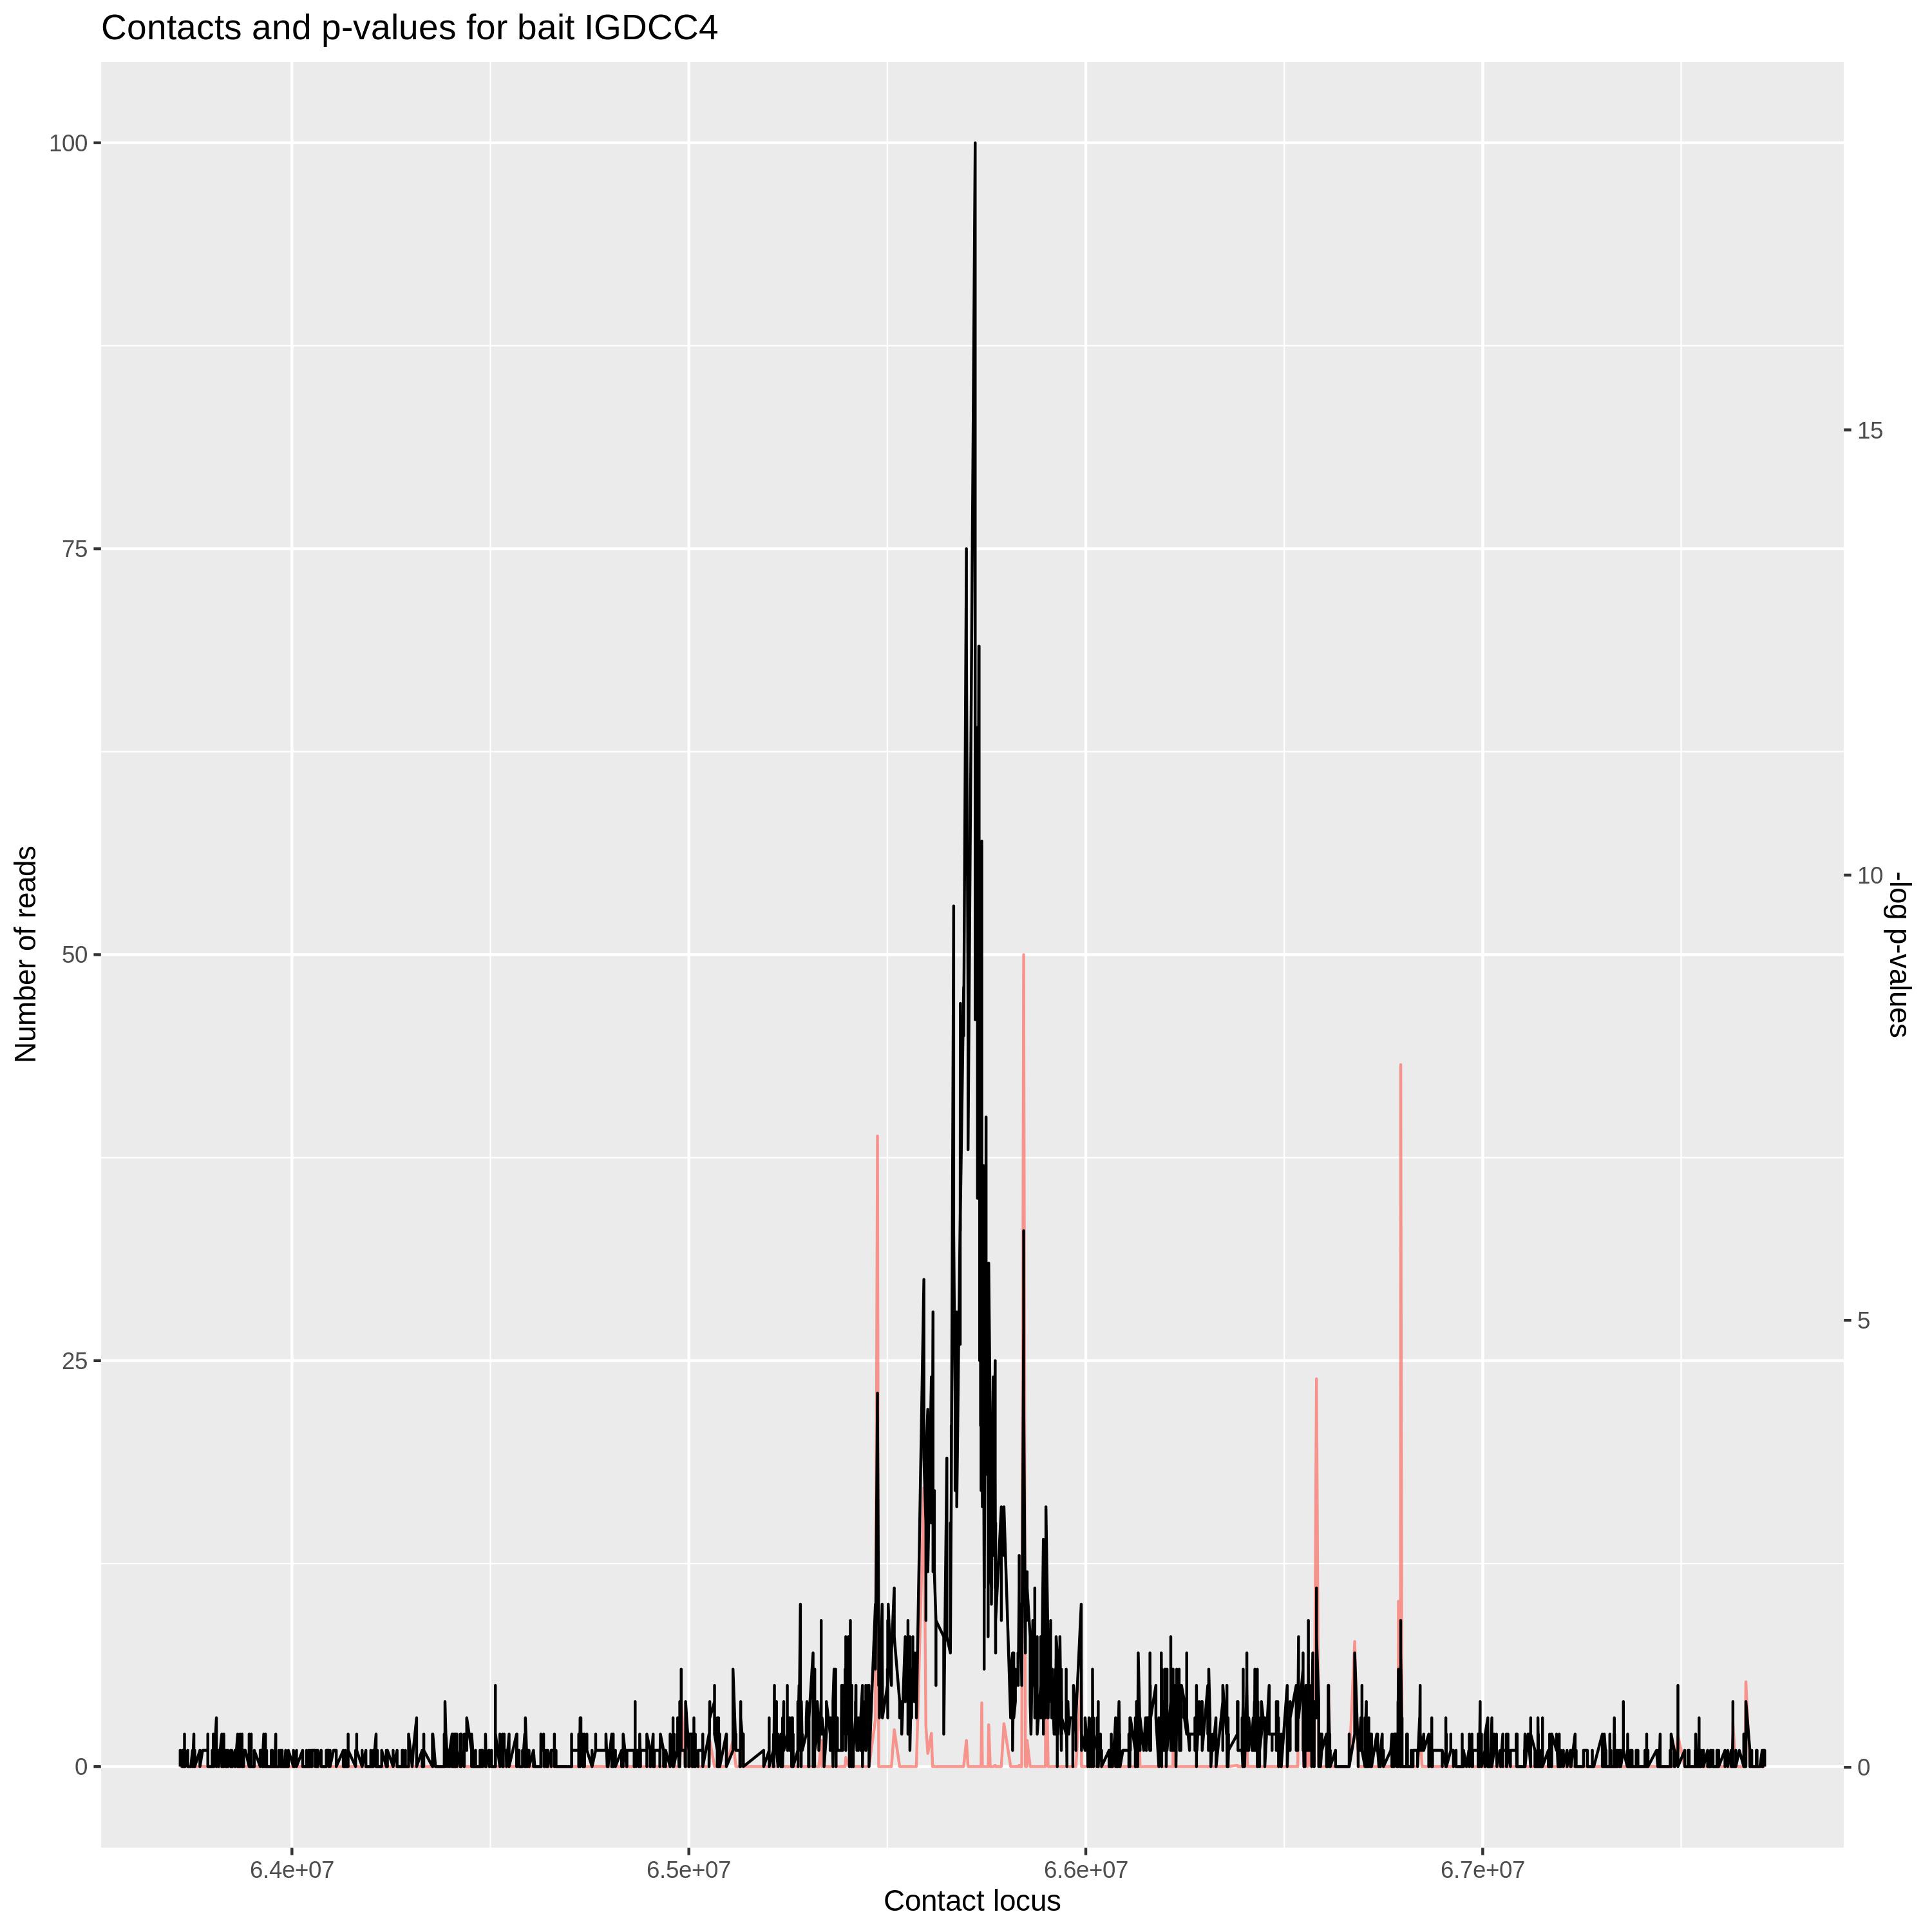 Contacts and p-values for bait IGDCC4
100
75
50
25
0
Number of reads
15
10
5
0
-log p-values
6.4e+07
6.5e+07
6.6e+07
6.7e+07
Contact locus